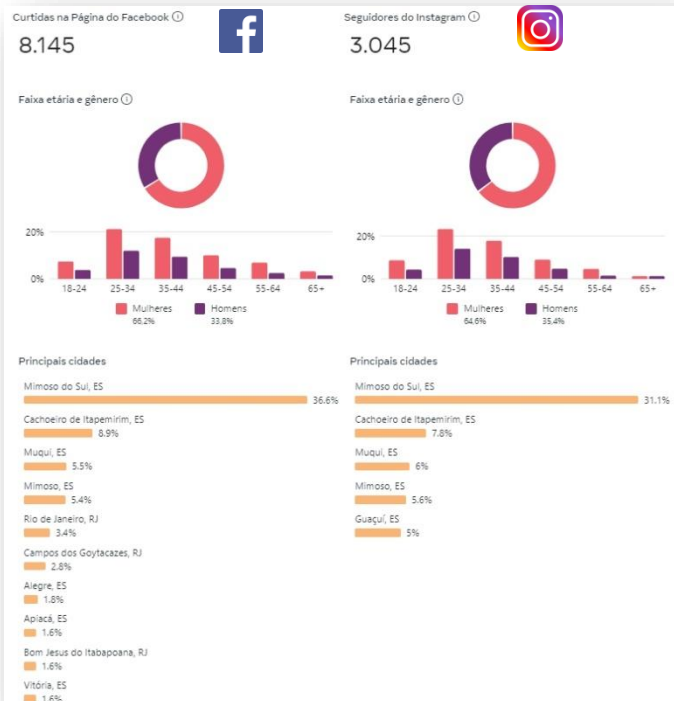 Curtidas na Página do Facebook
8.145
Faixa etária e gênero
20%
0%
18-24 25-34 35-44 45-54 55-64 65+
Mulheres Homens
66,2% 33,8%
Principais cidades
Mimoso do Sul, ES
36.6%
Cachoeiro de Itapemirim, ES
8.9%
Muqui, ES
5.5%
Mimoso, ES
5.4%
Rio de Janeiro, RJ
3.4%
Campos dos Goytacazes, RJ
2.8%
Alegre, ES
1.8%
Apiacá, ES
1.6%
Bom Jesus do Itabapoana, RJ
1.6%
Vitória, ES
1.6%
Seguidores do Instagram
3.045
Faixa etária e gênero
20%
0%
18-24 25-34 35-44 45-54 55-64 65+
Mulheres Homens
64,6% 35,4%
Principais cidades
Mimoso do Sul, ES
31.1%
Cachoeiro de Itapemirim, ES
7.8%
Muqui, ES
6%
Mimoso, ES
5.6%
Guaçuí, ES
5%